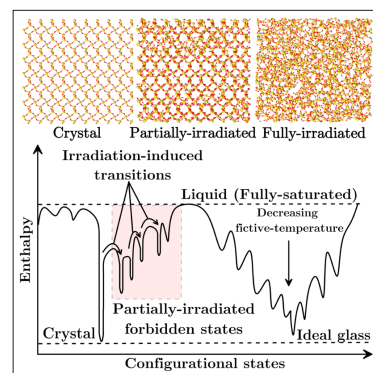 Crystal Partially-irradiated Fully-irradiated
Irradiation-induced
transitions
Liquid (Fully-saturated)
Decreasing
fictive-temperature
Enthalpy
Partially-irradiated
forbidden states
Crystal
Ideal glass
Configurational states